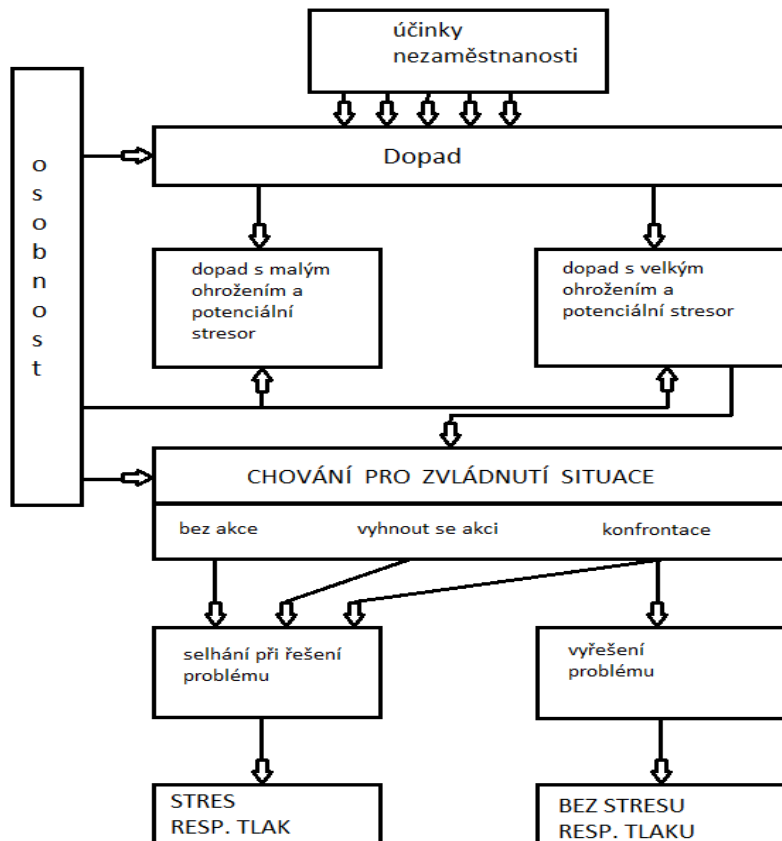 účinky
nezaměstnanosti
osobnost
Dopad
dopad s malým
ohrožením a
potenciální
stresor
dopad s velkým
ohrožením a
potenciální stresor
CHOVÁNÍ PRO ZVLÁDNUTÍ SITUACE
bez akce
vyhnout se akci
konfrontace
selhání při řešení
problému
vyřešení
problému
STRES
RESP. TLAK
BEZ STRESU
RESP. TLAKU